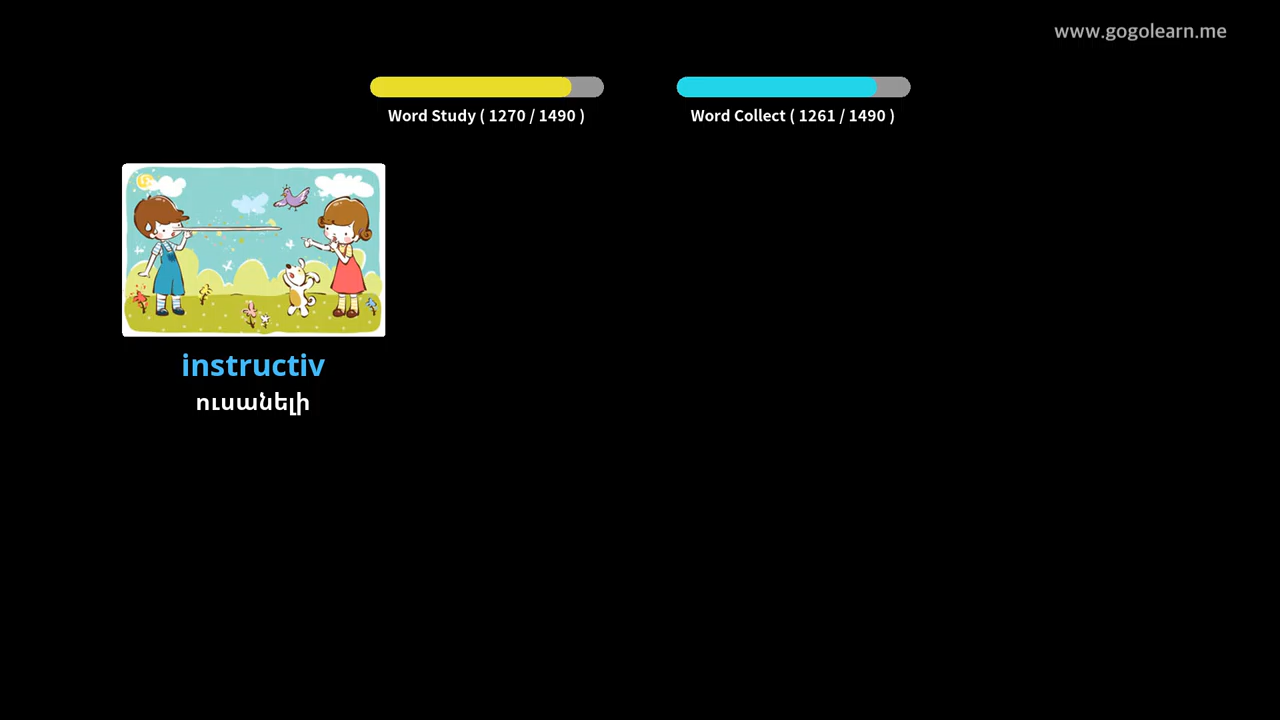 www.gogolearn.me
Word Study ( 1270 / 1490 )
Word Collect ( 1261 / 1490 )
instructiv
ուսանելի